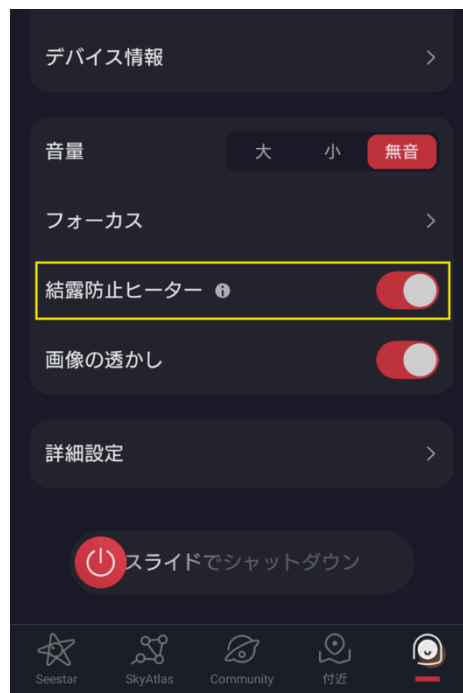 デバイス情報
音量 大 小 無音
フォーカス
結露防止ヒーター
画像の透かし
詳細設定
スライドでシャットダウン
Seestar SkyAtlas Community 付近